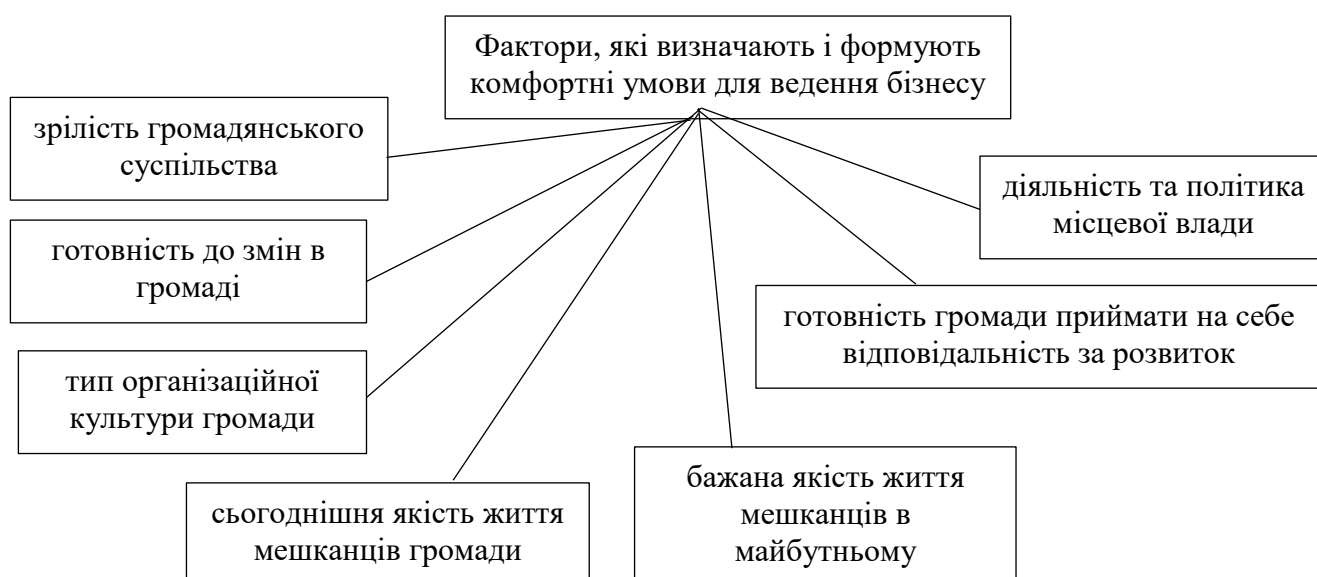 Фактори, які визначають і формують
комфортні умови для ведення бізнесу
зрілість громадянського
суспільства
готовність до змін в
громаді
тип організаційної
культури громади
сьогоднішня якість життя
мешканців громади
бажана якість життя
мешканців в
майбутньому
готовність громади приймати на себе
відповідальність за розвиток
діяльність та політика
місцевої влади